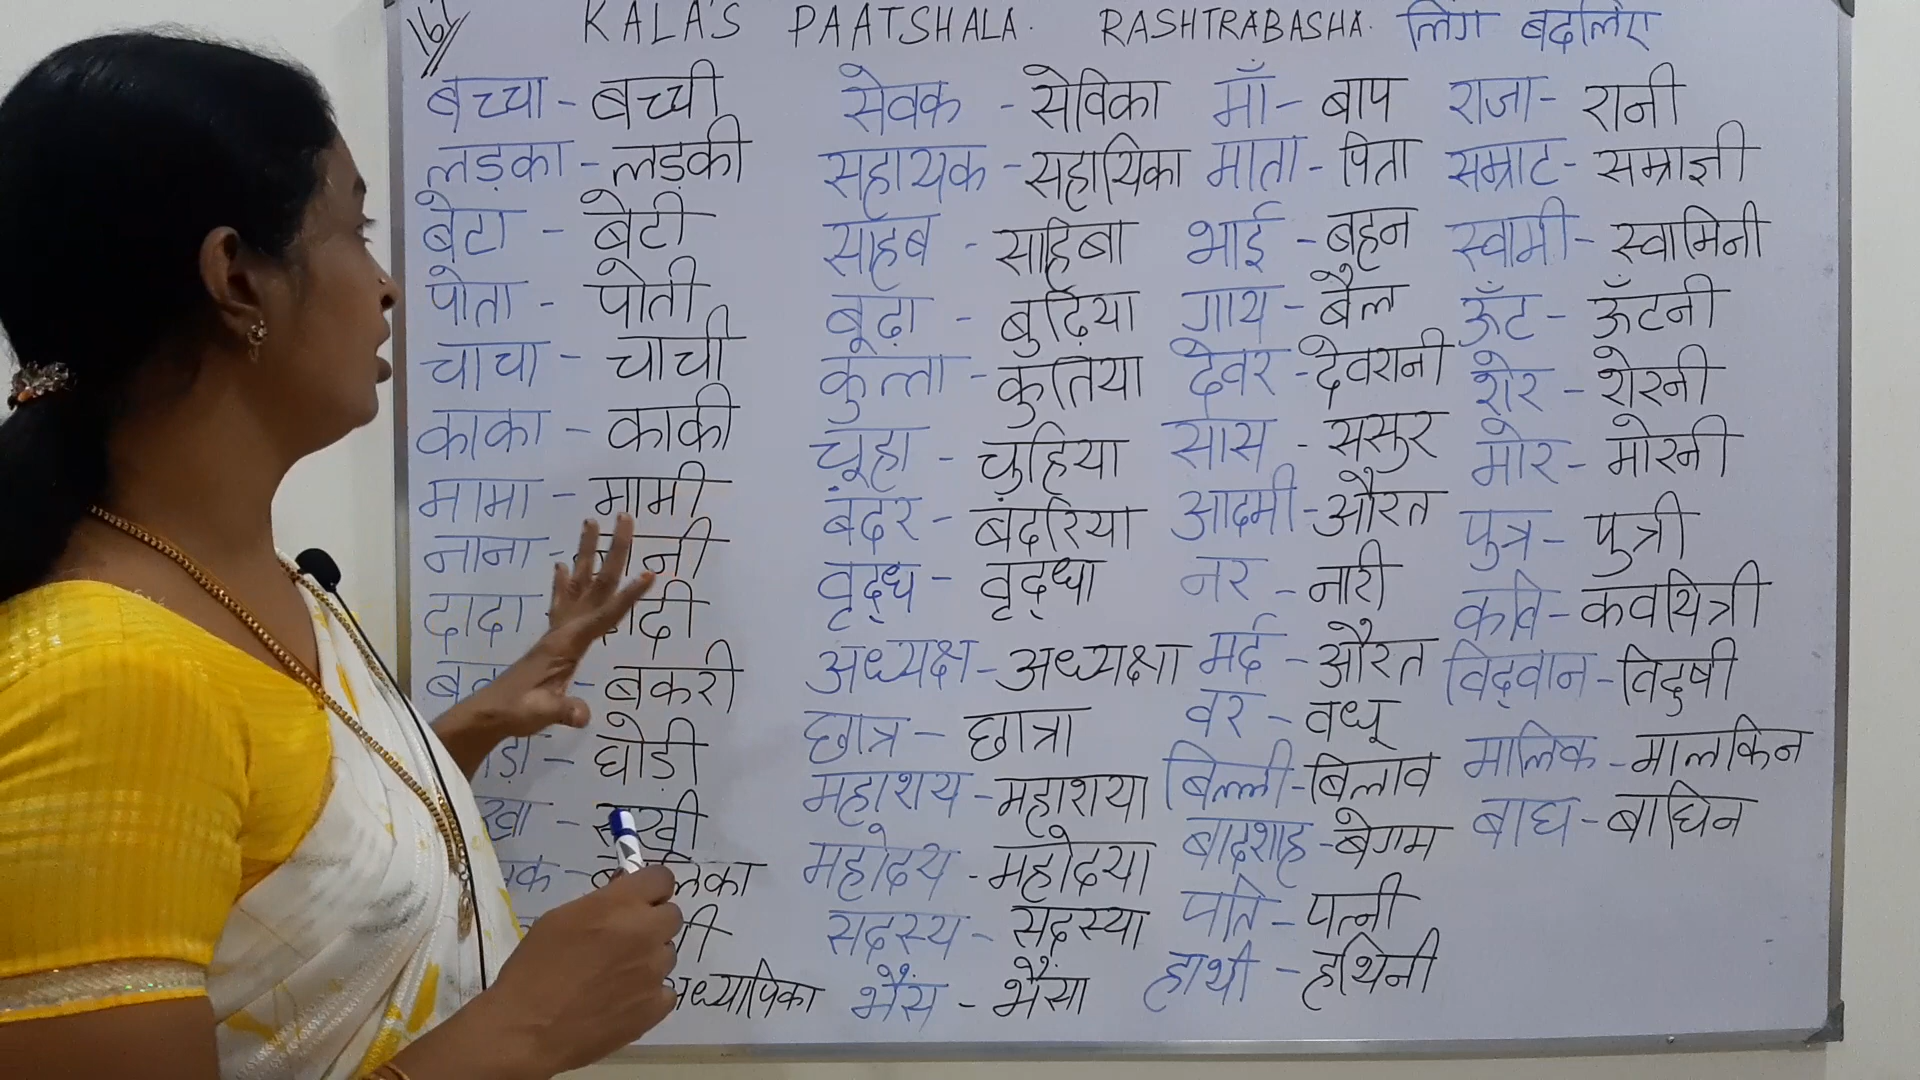 16 KALA'S PAATSHALA. RASHTRABASHA. लिंग बदलिए
बच्चा - बच्ची
लड़का - लड़की
बेटा - बेटी
पोता - पोती
चाचा - चाची
काका - काकी
मामा - मामी
नाना - नानी
दादा - दादी
- बकरी
- घोड़ी
- सखी
- बालिका
अध्यापिका
सेवक - सेविका
सहायक - सहायिका
साहब - साहिबा
बूढ़ा - बुढ़िया
कुत्ता - कुतिया
चूहा - चुहिया
बंदर - बंदरिया
वृद्ध - वृद्धा
अध्यक्ष - अध्यक्षा
छात्र - छात्रा
महाशय - महाशया
महोदय - महोदया
सदस्य - सदस्या
भैंस - भैंसा
माँ - बाप
माता - पिता
भाई - बहन
गाय - बैल
देवर - देवरानी
सास - ससुर
आदमी - औरत
नर - नारी
मर्द - औरत
वर - वधू
बिल्ली - बिलाव
बादशाह - बेगम
पति - पत्नी
हाथी - हथिनी
राजा - रानी
सम्राट - सम्राज्ञी
स्वामी - स्वामिनी
ऊँट - ऊँटनी
शेर - शेरनी
मोर - मोरनी
पुत्र - पुत्री
कवि - कवयित्री
विद्वान - विदुषी
मालिक - मालकिन
बाघ - बाघिन